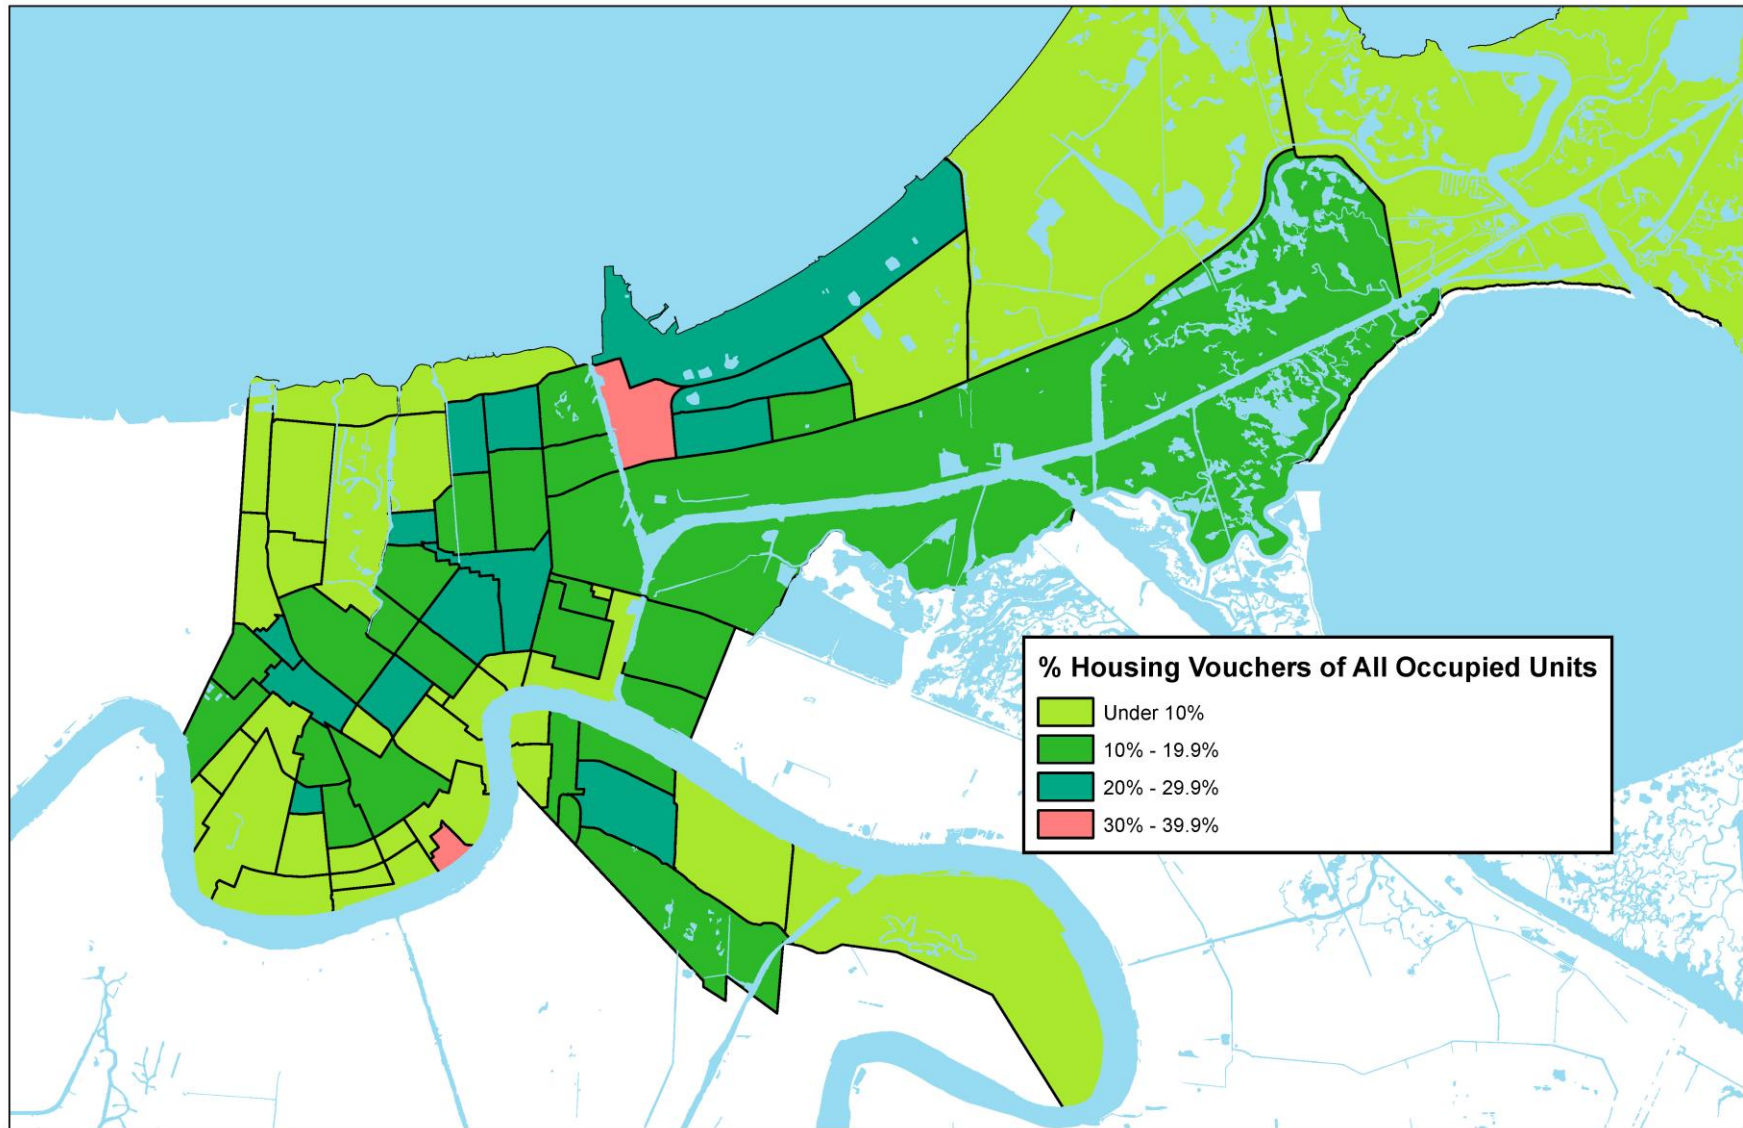 % Housing Vouchers of All Occupied Units
Under 10%
10% - 19.9%
20% - 29.9%
30% - 39.9%